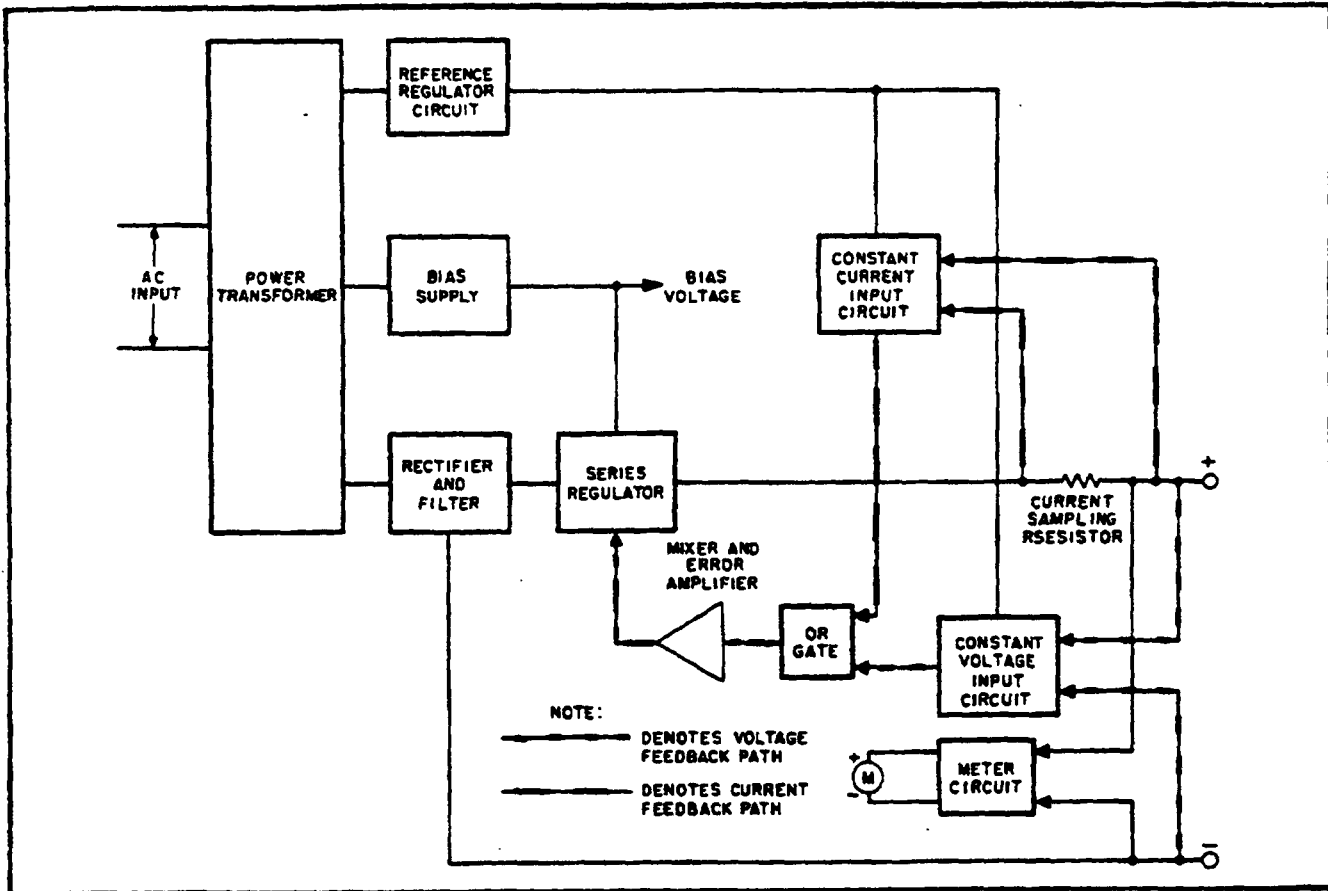 REFERENCE
REGULATOR
CIRCUIT
AC
INPUT
POWER
TRANSFORMER
BIAS
SUPPLY
BIAS
VOLTAGE
CONSTANT
CURRENT
INPUT
CIRCUIT
RECTIFIER
AND
FILTER
SERIES
REGULATOR
+
CURRENT
SAMPLING
RSESISTOR
MIXER AND
ERROR
AMPLIFIER
OR
GATE
CONSTANT
VOLTAGE
INPUT
CIRCUIT
NOTE:
DENOTES VOLTAGE
FEEDBACK PATH
DENOTES CURRENT
FEEDBACK PATH
+
M
-
METER
CIRCUIT
-